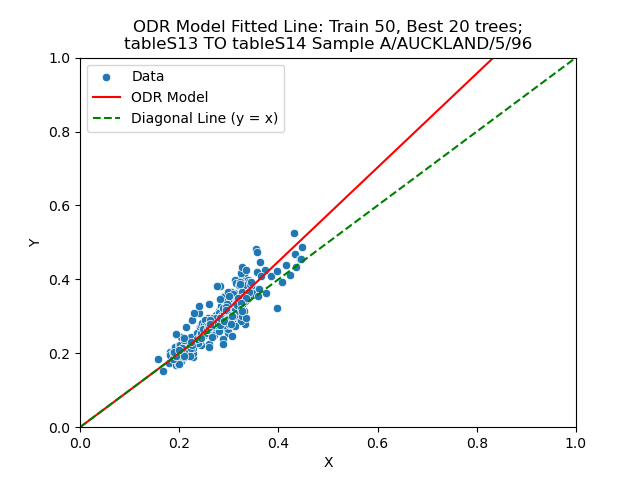 ODR Model Fitted Line: Train 50, Best 20 trees;
tableS13 TO tableS14 Sample A/AUCKLAND/5/96
Data
ODR Model
Diagonal Line (y = x)
1.0
0.8
0.6
0.4
0.2
0.0
Y
0.0 0.2 0.4 0.6 0.8 1.0
X